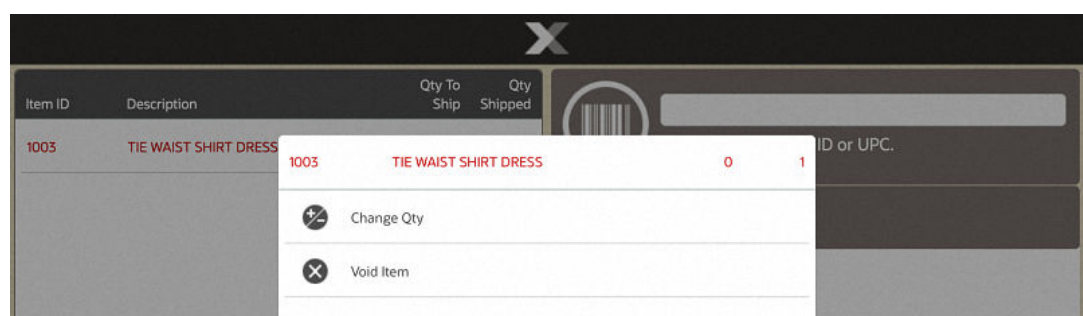 Item ID Description Qty To Ship Qty Shipped
1003 TIE WAIST SHIRT DRESS
ID or UPC.
1003 TIE WAIST SHIRT DRESS 0 1
Change Qty
Void Item